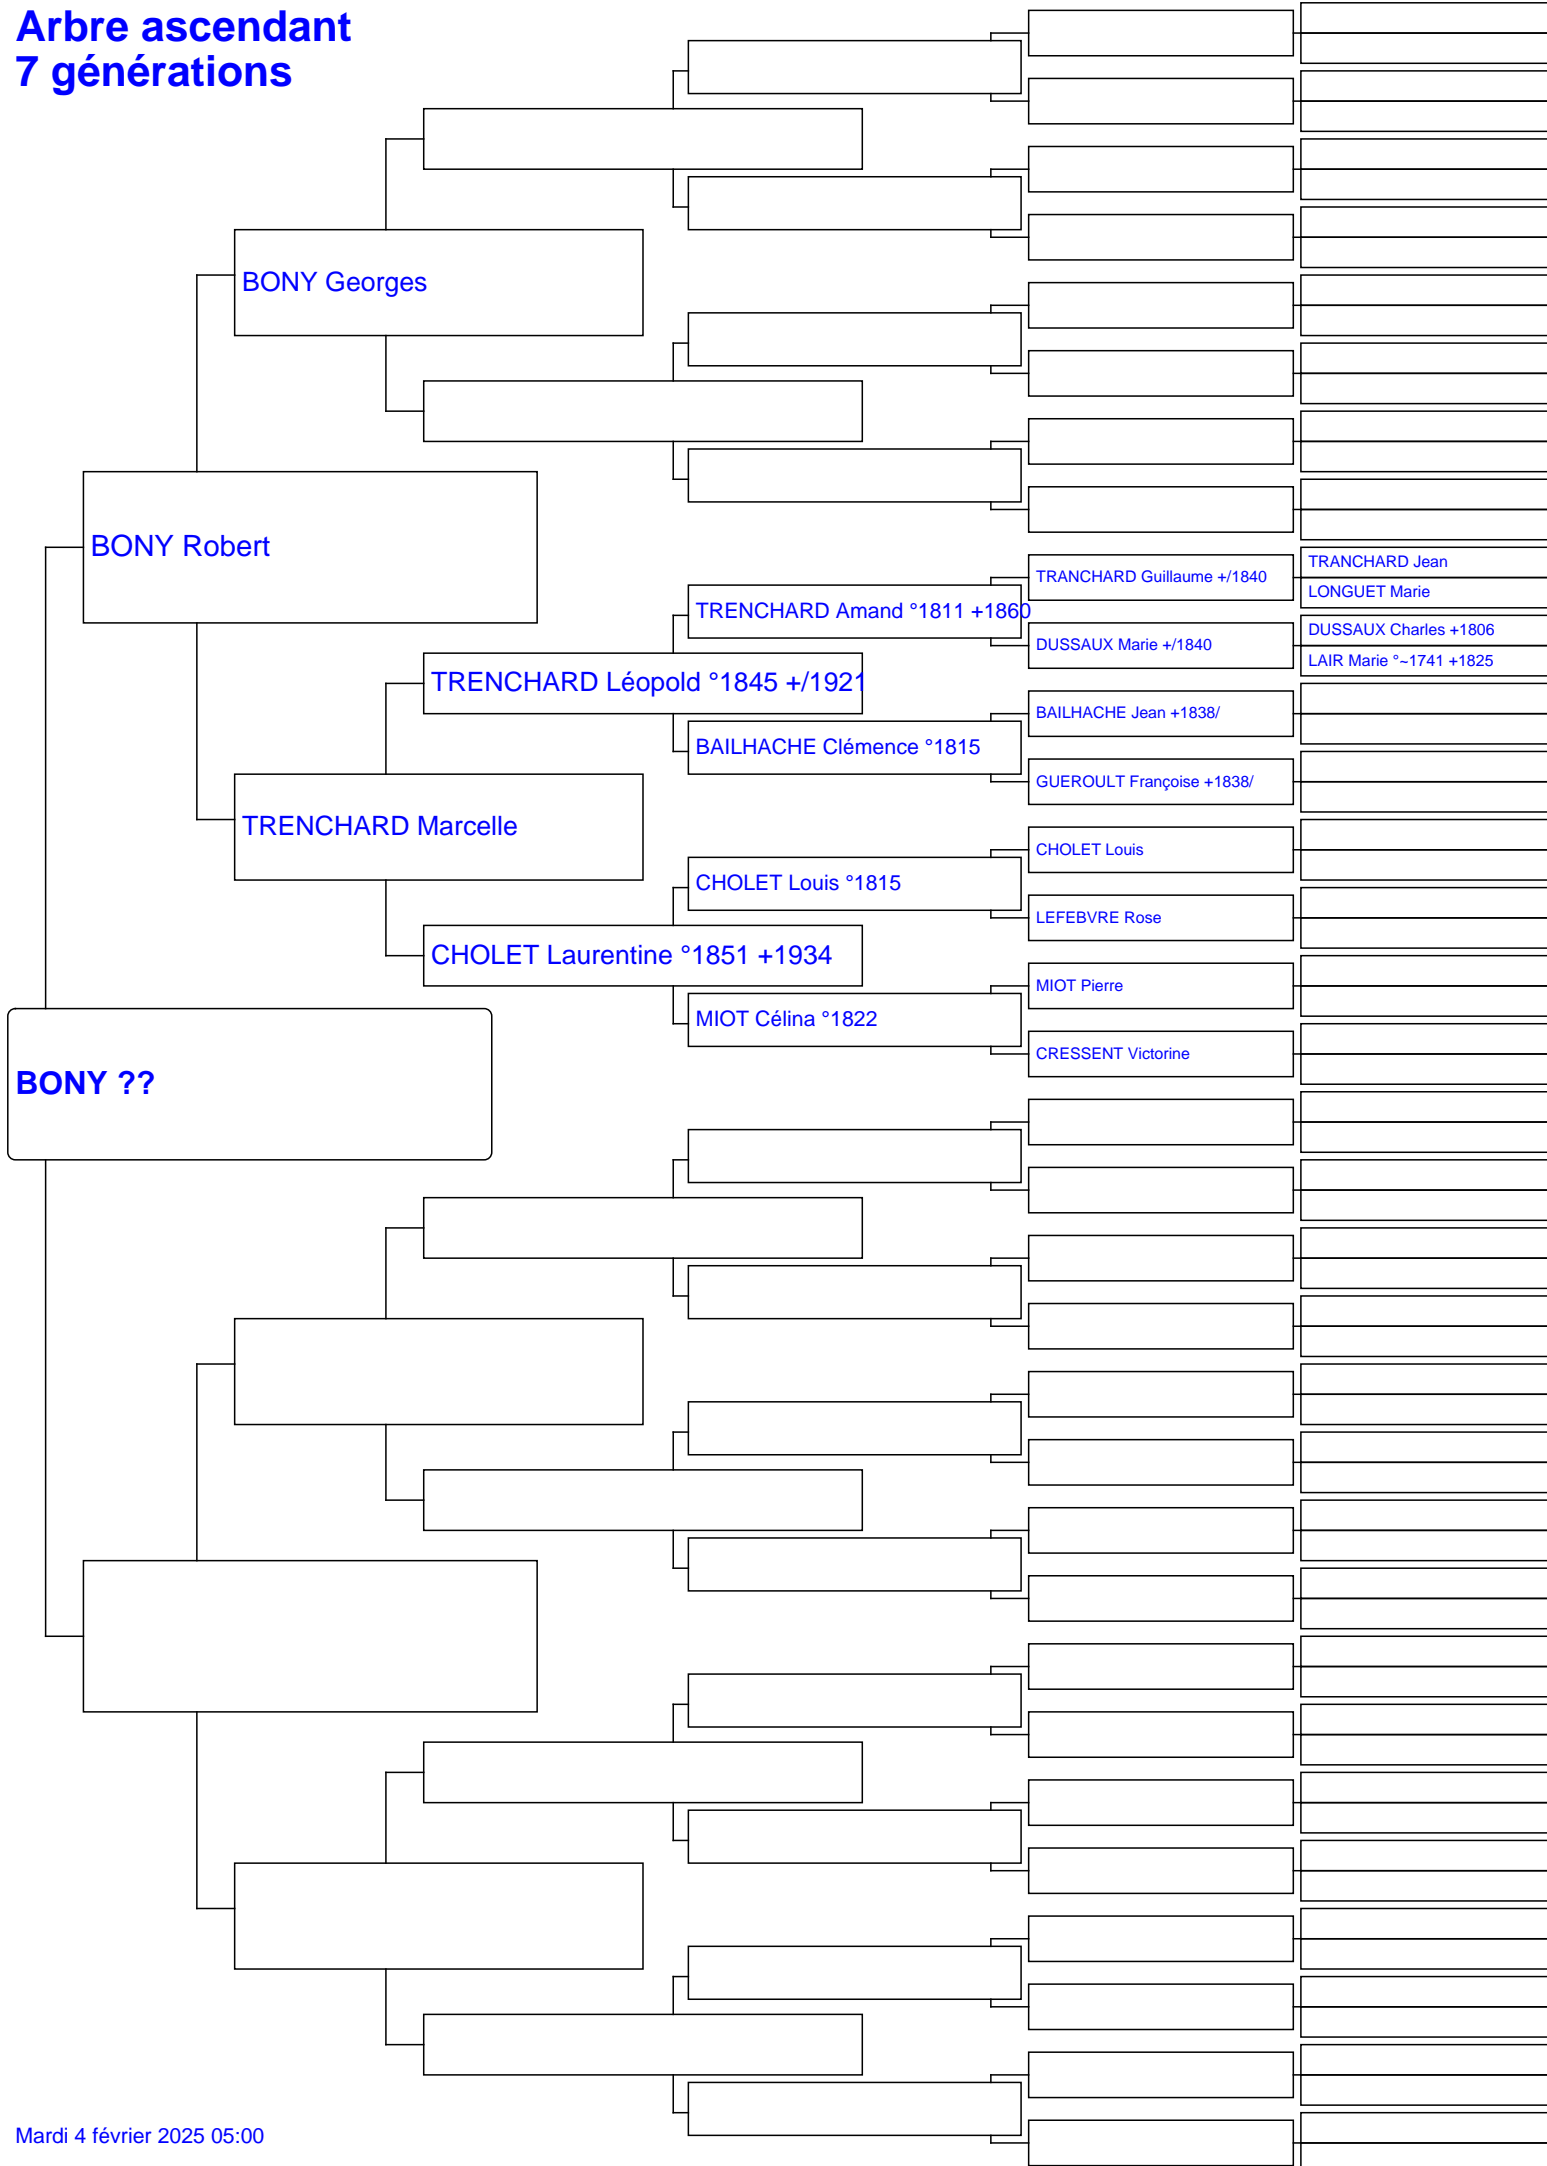 Arbre ascendant
7 générations
BONY Georges
BONY Robert
TRANCHARD Jean
TRANCHARD Guillaume +/1840
LONGUET Marie
TRENCHARD Amand °1811 +1860
DUSSAUX Charles +1806
DUSSAUX Marie +/1840
LAIR Marie °~1741 +1825
TRENCHARD Léopold °1845 +/1921
BAILHACHE Jean +1838/
BAILHACHE Clémence °1815
GUEROULT Françoise +1838/
TRENCHARD Marcelle
CHOLET Louis
CHOLET Louis °1815
LEFEBVRE Rose
CHOLET Laurentine °1851 +1934
MIOT Pierre
MIOT Célina °1822
CRESSENT Victorine
BONY ??
Mardi 4 février 2025 05:00